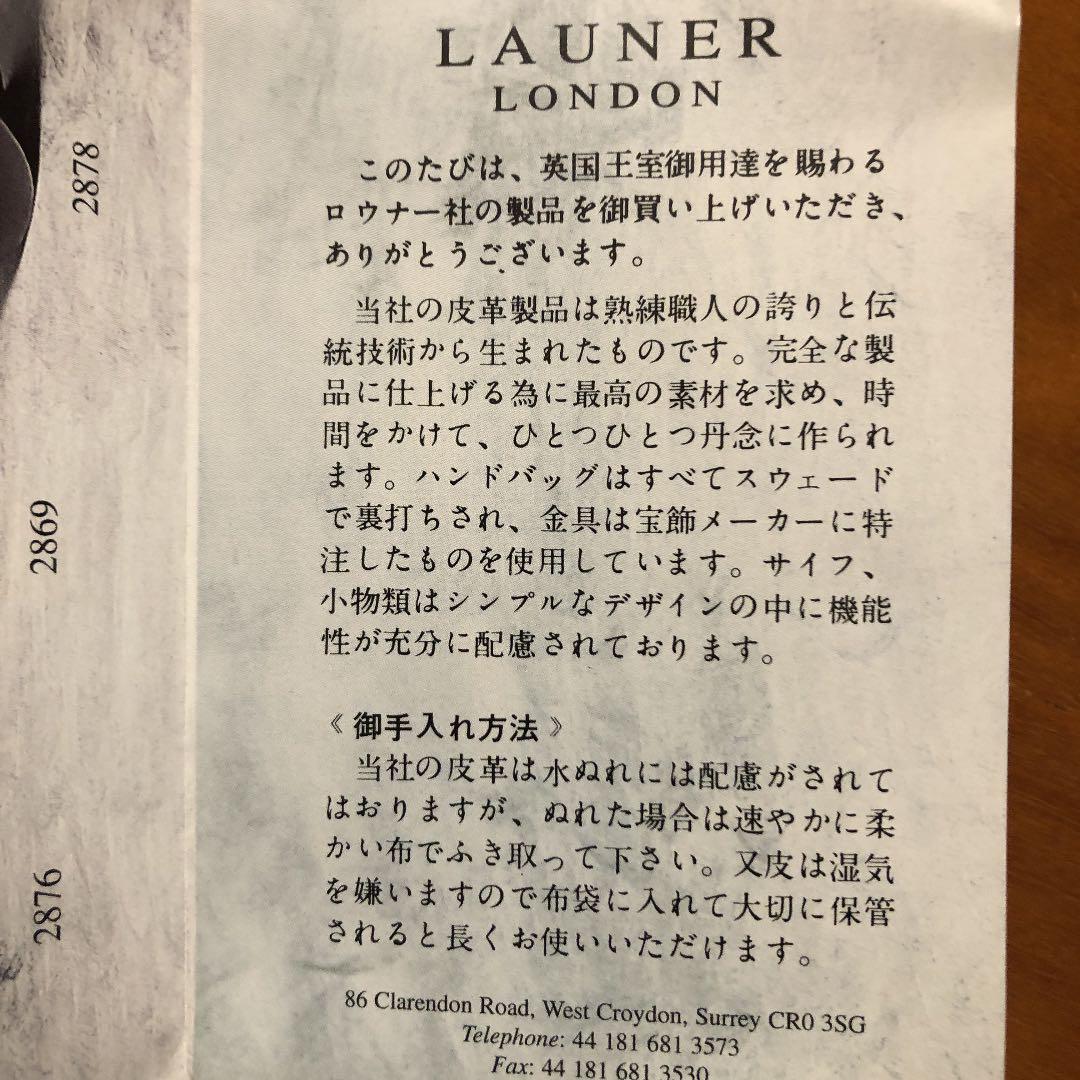 LAUNER
LONDON
このたびは、英国王室御用達を賜わる
ロウナー社の製品を御買い上げいただき、
ありがとうございます。
当社の皮革製品は熟練職人の誇りと伝
統技術から生まれたものです。完全な製
品に仕上げる為に最高の素材を求め、時
間をかけて、ひとつひとつ丹念に作られ
ます。ハンドバッグはすべてスウェード
で裏打ちされ、金具は宝飾メーカーに特
注したものを使用しています。サイフ、
小物類はシンプルなデザインの中に機能
性が充分に配慮されております。
《御手入れ方法》
当社の皮革は水ぬれには配慮がされて
はおりますが、ぬれた場合は速やかに柔
かい布でふき取って下さい。又皮は湿気
を嫌いますので布袋に入れて大切に保管
されると長くお使いいただけます。
86 Clarendon Road, West Croydon, Surrey CR0 3SG
Telephone: 44 181 681 3573
Fax: 44 181 681 3530
2878
2869
2876